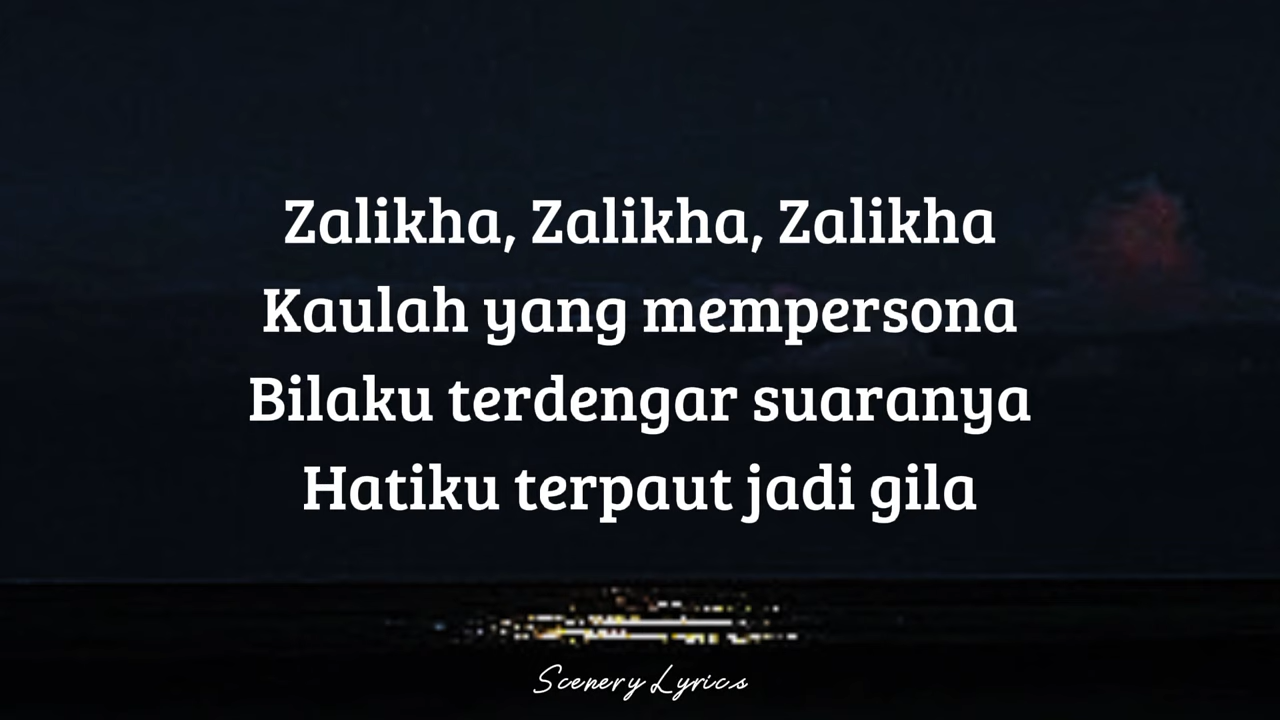 Zalikha, Zalikha, Zalikha
Kaulah yang mempersona
Bilaku terdengar suaranya
Hatiku terpaut jadi gila
Scenery Lyrics